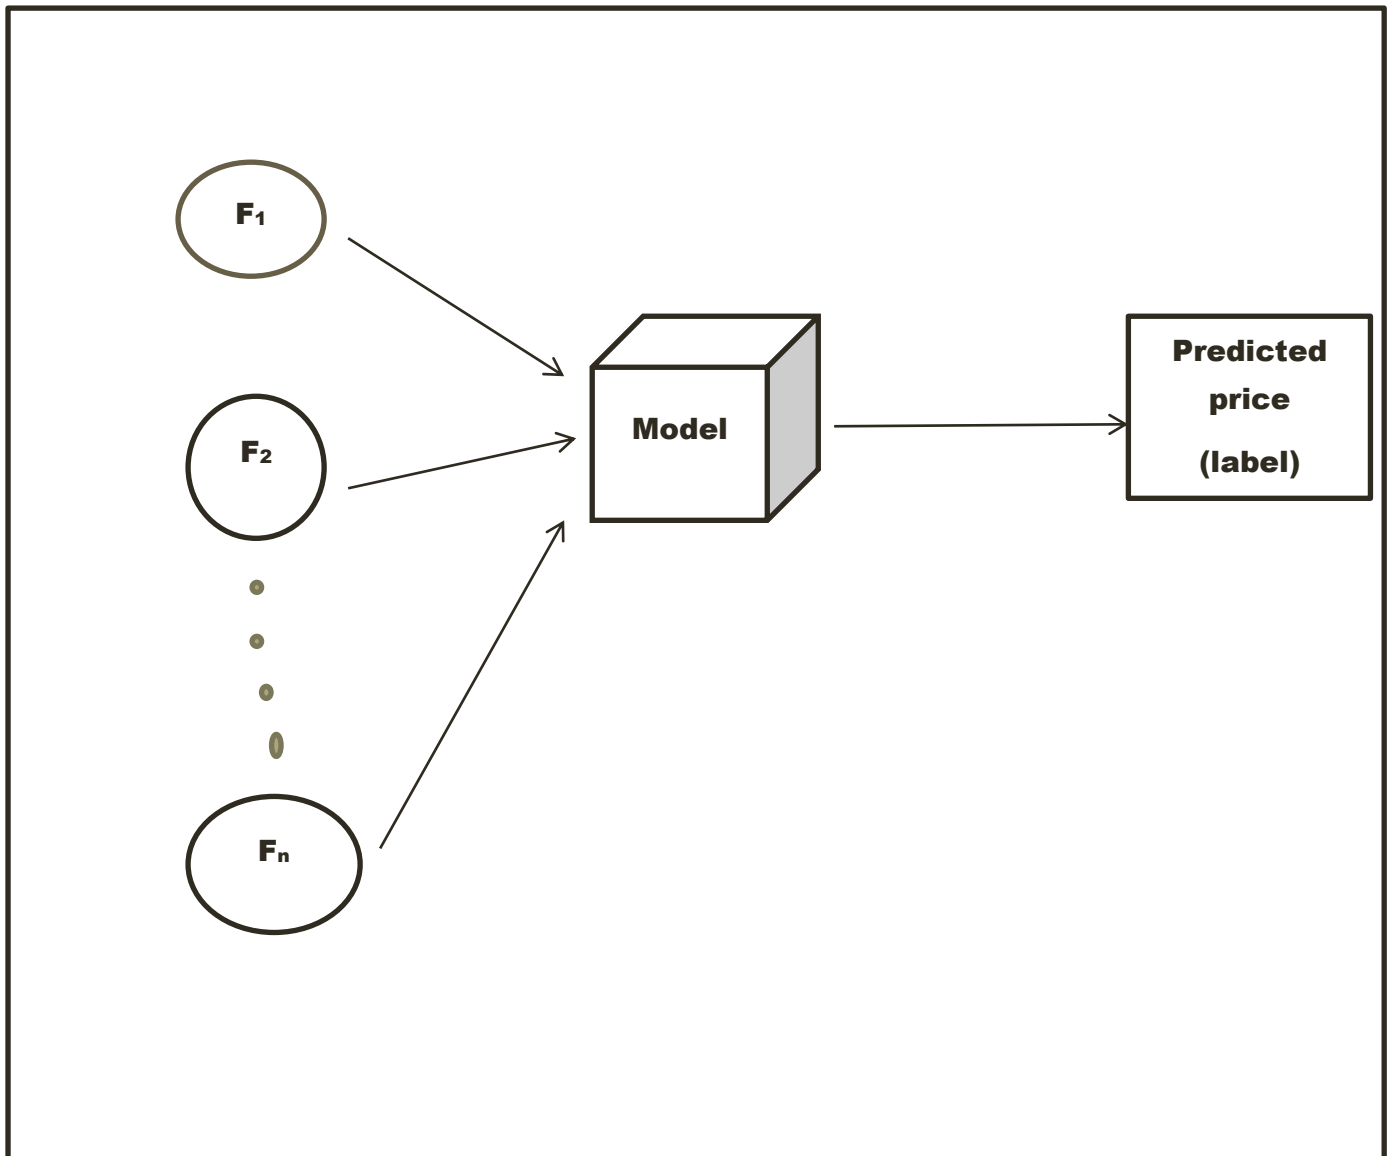 F₁
F₂
Fₙ
Model
Predicted
price
(label)